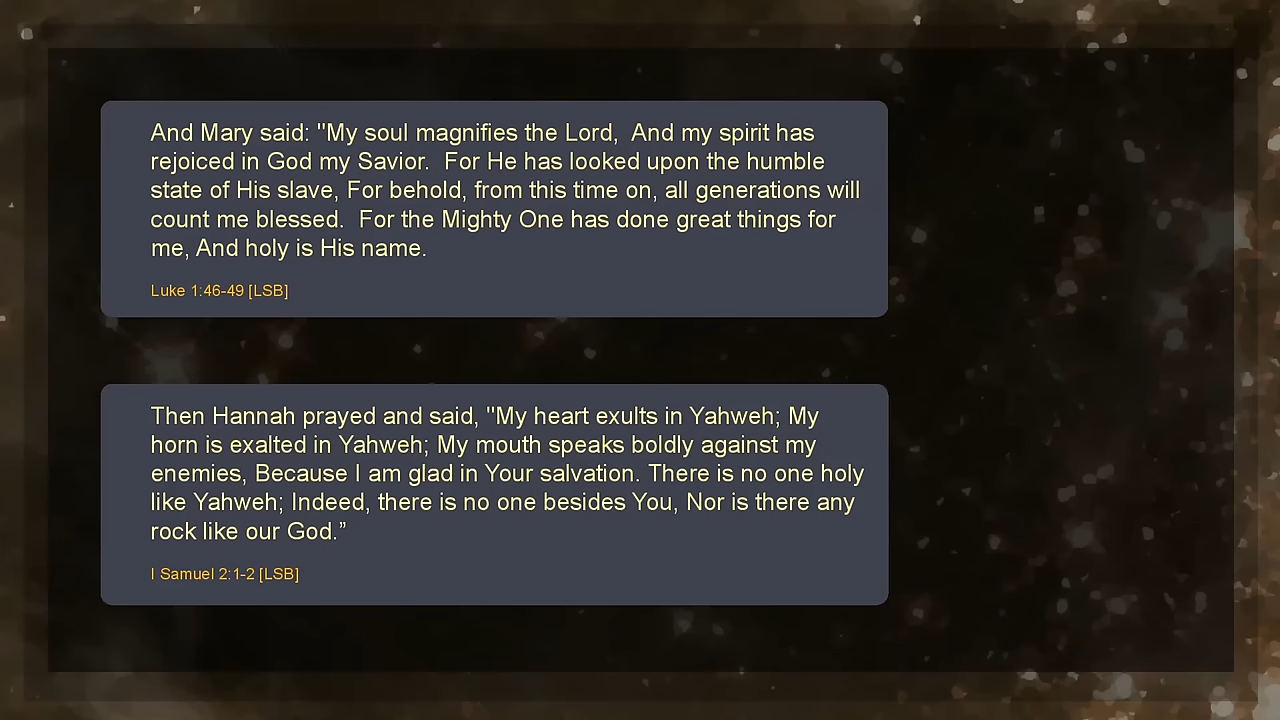 And Mary said: "My soul magnifies the Lord,  And my spirit has
rejoiced in God my Savior.  For He has looked upon the humble
state of His slave, For behold, from this time on, all generations will
count me blessed.  For the Mighty One has done great things for
me, And holy is His name.
Luke 1:46-49 [LSB]
Then Hannah prayed and said, "My heart exults in Yahweh; My
horn is exalted in Yahweh; My mouth speaks boldly against my
enemies, Because I am glad in Your salvation. There is no one holy
like Yahweh; Indeed, there is no one besides You, Nor is there any
rock like our God.”
I Samuel 2:1-2 [LSB]